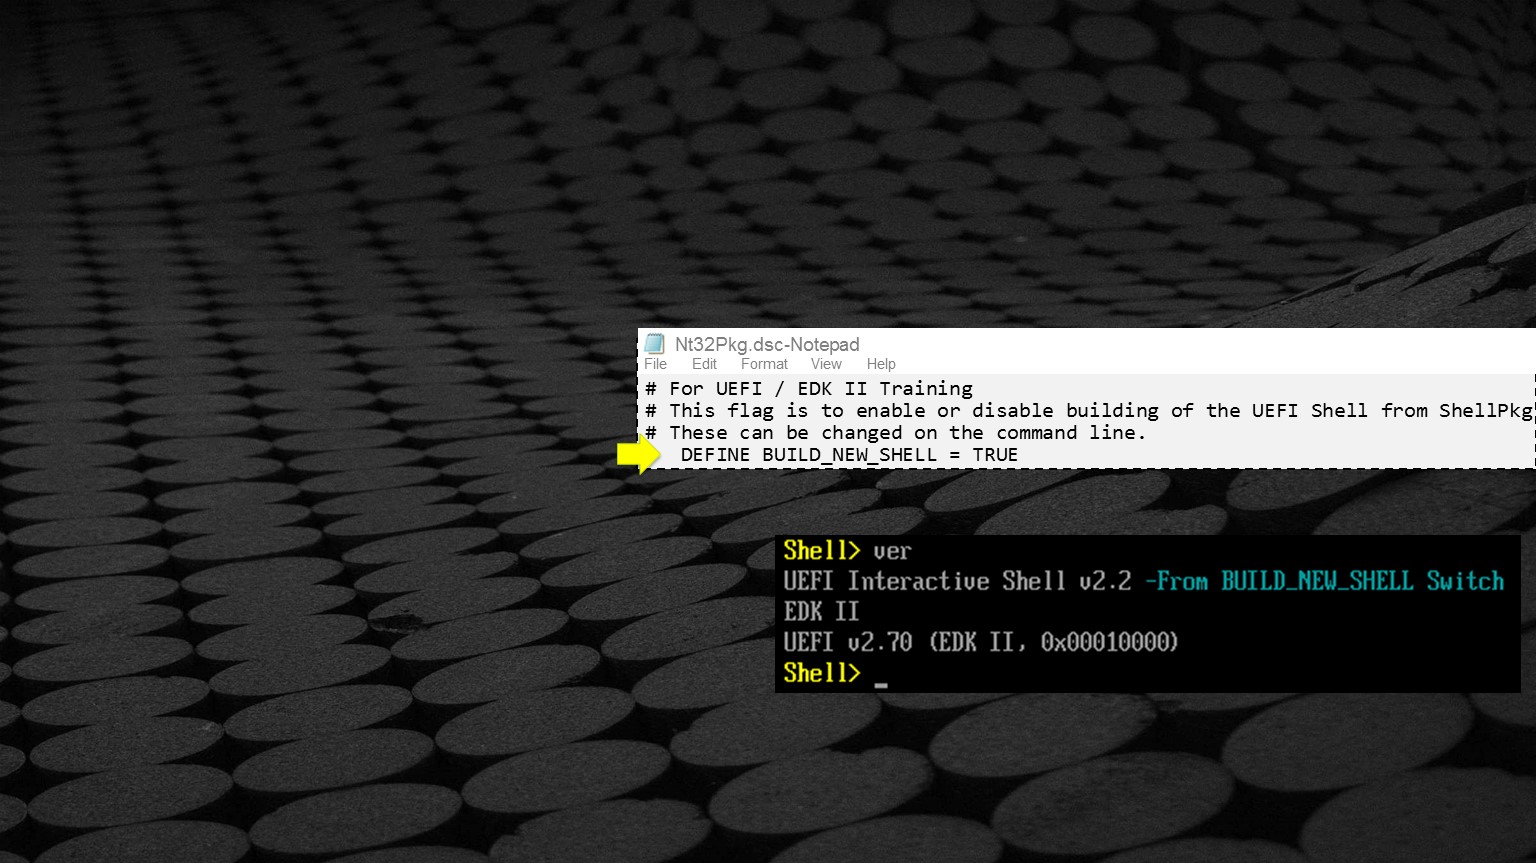 Nt32Pkg.dsc-Notepad
File Edit Format View Help
# For UEFI / EDK II Training
# This flag is to enable or disable building of the UEFI Shell from ShellPkg
# These can be changed on the command line.
DEFINE BUILD_NEW_SHELL = TRUE
Shell> ver
UEFI Interactive Shell v2.2 -From BUILD_NEW_SHELL Switch
EDK II
UEFI v2.70 (EDK II, 0x00010000)
Shell> _